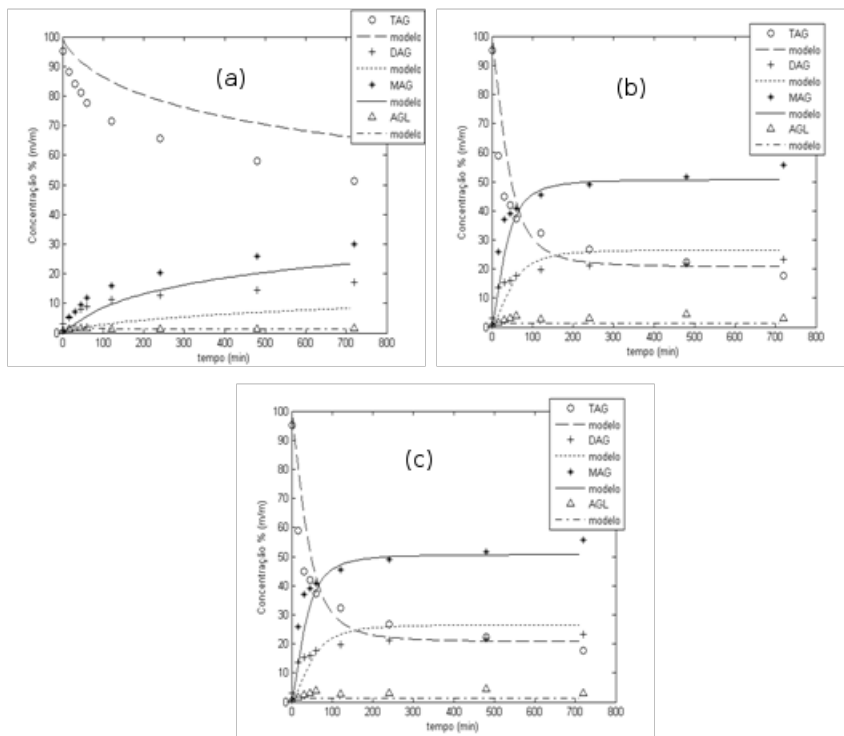 (a)
Concentração % (m/m)
100
90
80
70
60
50
40
30
20
10
0
0 100 200 300 400 500 600 700 800
tempo (min)
TAG
modelo
DAG
modelo
MAG
modelo
AGL
modelo
(b)
Concentração % (m/m)
100
90
80
70
60
50
40
30
20
10
0
0 100 200 300 400 500 600 700 800
tempo (min)
TAG
modelo
DAG
modelo
MAG
modelo
AGL
modelo
(c)
Concentração % (m/m)
100
90
80
70
60
50
40
30
20
10
0
0 100 200 300 400 500 600 700 800
tempo (min)
TAG
modelo
DAG
modelo
MAG
modelo
AGL
modelo